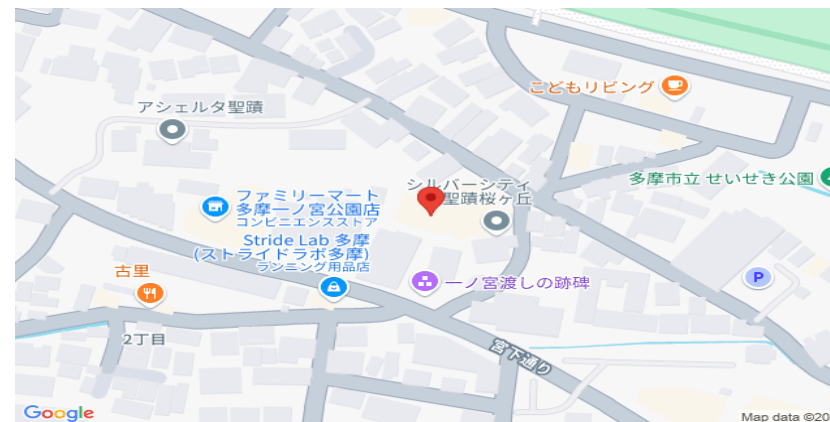 こどもリビング
アシェルタ聖蹟
多摩市立 せいせき公園
シルバーシティ
聖蹟桜ヶ丘
ファミリーマート
多摩一ノ宮公園店
コンビニエンスストア
Stride Lab 多摩
(ストライドラボ多摩)
ランニング用品店
古里
一ノ宮渡しの跡碑
P
2丁目
宮下通り
Google
Map data ©20